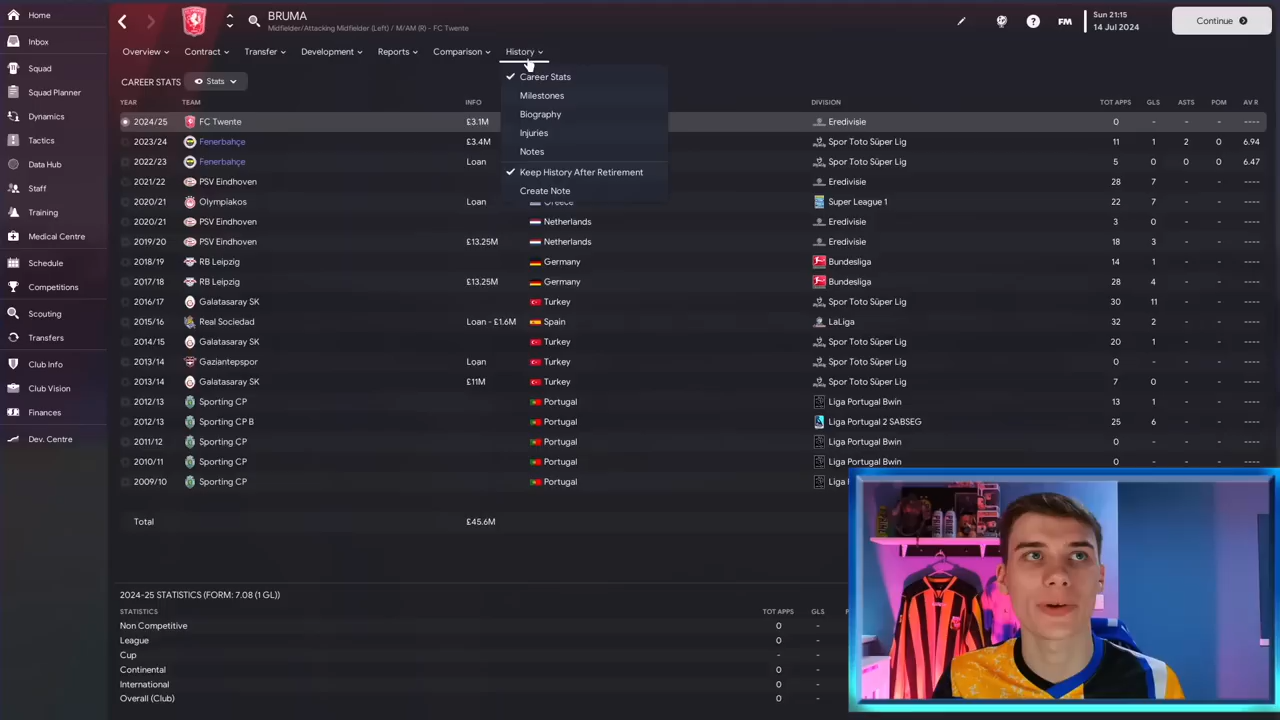 Home
Inbox
Squad
Squad Planner
Dynamics
Tactics
Data Hub
Staff
Training
Medical Centre
Schedule
Competitions
Scouting
Transfers
Club Info
Club Vision
Finances
Dev. Centre
BRUMA
Midfielder/Attacking Midfielder (Left) / M/AM (R) - FC Twente
FM
Sun 21:15
14 Jul 2024
Continue
Overview Contract Transfer Development Reports Comparison History
CAREER STATS Stats
Career Stats
Milestones
Biography
Injuries
Notes
Keep History After Retirement
Create Note
YEAR TEAM INFO DIVISION TOT APPS GLS ASTS POM AV R
2024/25 FC Twente £3.1M Eredivisie 0 - - - ----
2023/24 Fenerbahçe £3.4M Spor Toto Süper Lig 11 1 2 0 6.94
2022/23 Fenerbahçe Loan Spor Toto Süper Lig 5 0 0 0 6.47
2021/22 PSV Eindhoven Eredivisie 28 7 - - ----
2020/21 Olympiakos Loan Greece Super League 1 22 7 - - ----
2020/21 PSV Eindhoven Netherlands Eredivisie 3 0 - - ----
2019/20 PSV Eindhoven £13.25M Netherlands Eredivisie 18 3 - - ----
2018/19 RB Leipzig Germany Bundesliga 14 1 - - ----
2017/18 RB Leipzig £13.25M Germany Bundesliga 28 4 - - ----
2016/17 Galatasaray SK Turkey Spor Toto Süper Lig 30 11 - - ----
2015/16 Real Sociedad Loan - £1.6M Spain LaLiga 32 2 - - ----
2014/15 Galatasaray SK Turkey Spor Toto Süper Lig 20 1 - - ----
2013/14 Gaziantepspor Loan Turkey Spor Toto Süper Lig 0 - - - ----
2013/14 Galatasaray SK £11M Turkey Spor Toto Süper Lig 7 0 - - ----
2012/13 Sporting CP Portugal Liga Portugal Bwin 13 1 - - ----
2012/13 Sporting CP B Portugal Liga Portugal 2 SABSEG 25 6 - - ----
2011/12 Sporting CP Portugal Liga Portugal Bwin 0 - - - ----
2010/11 Sporting CP Portugal Liga Portugal Bwin 0 - - - ----
2009/10 Sporting CP Portugal Liga
Total £45.6M
2024-25 STATISTICS (FORM: 7.08 (1 GL))
STATISTICS TOT APPS GLS
Non Competitive 0 -
League 0 -
Cup - -
Continental 0 -
International 0 -
Overall (Club) 0 -